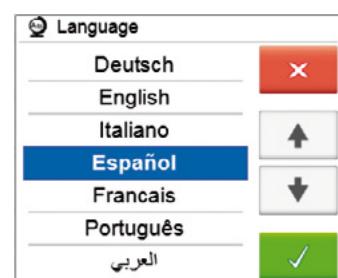 Language
Deutsch
English
Italiano
Español
Francais
Português
العربي